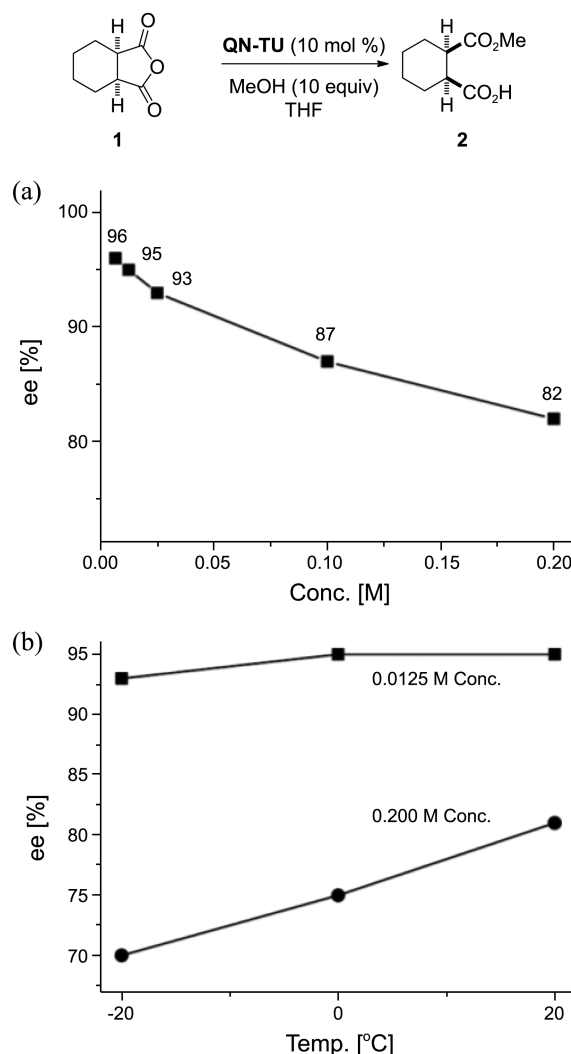 H
O
O
H
O
1
QN-TU (10 mol %)
MeOH (10 equiv)
THF
H
CO₂Me
CO₂H
H
2
(a)
100
90
80
ee [%]
96
95
93
87
82
0.00 0.05 0.10 0.15 0.20
Conc. [M]
(b)
95
90
85
80
75
70
ee [%]
0.0125 M Conc.
0.200 M Conc.
-20 0 20
Temp. [°C]